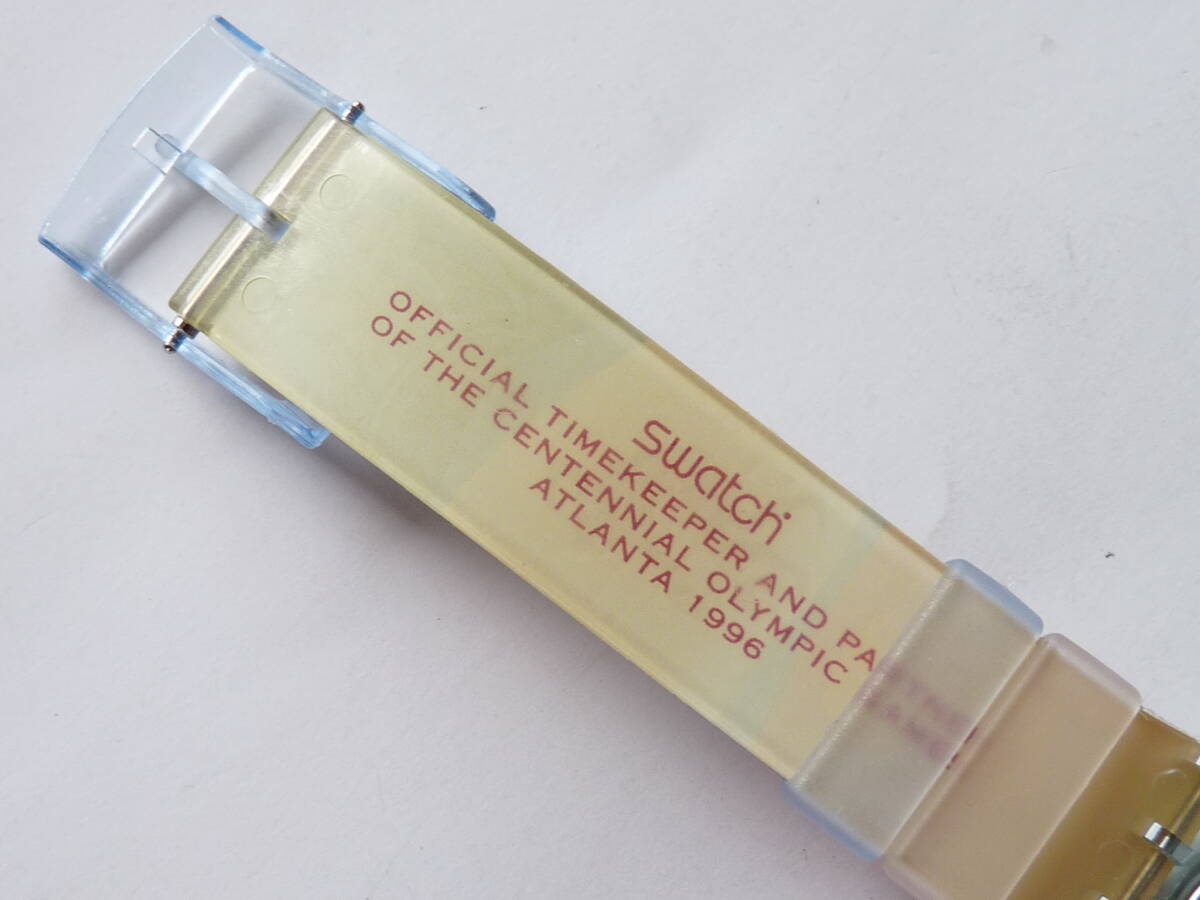 swatch
OFFICIAL TIMEKEEPER AND PA
OF THE CENTENNIAL OLYMPIC
ATLANTA 1996